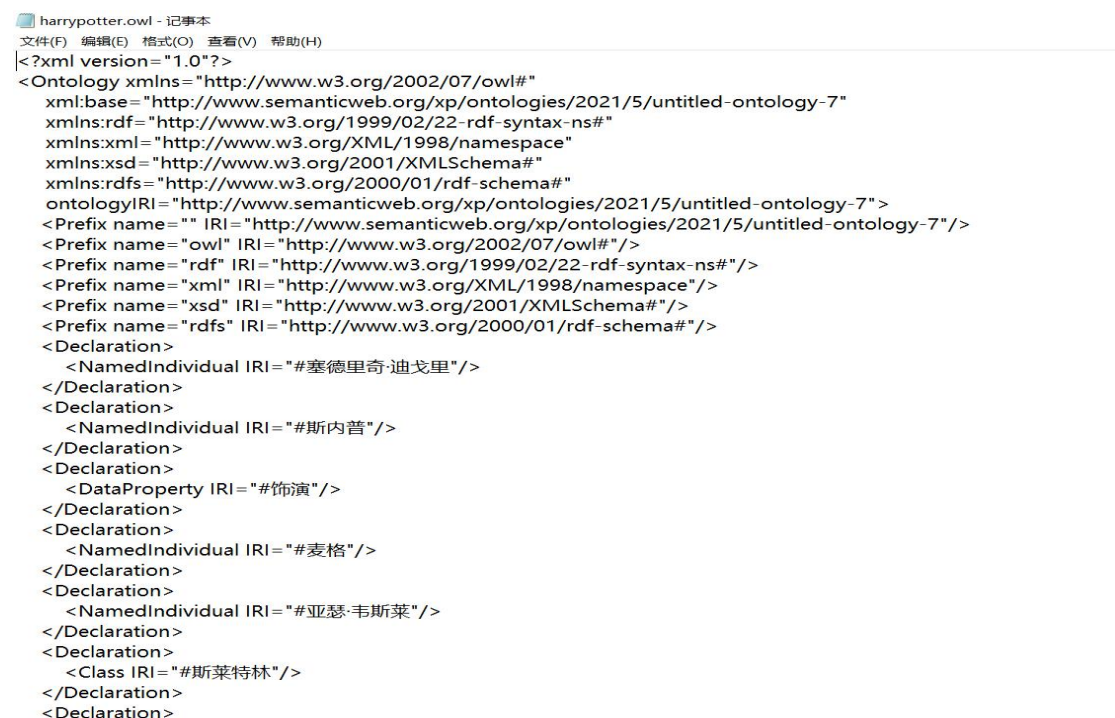 harrypotter.owl - 记事本
文件(F) 编辑(E) 格式(O) 查看(V) 帮助(H)
<?xml version="1.0"?>
<Ontology xmlns="http://www.w3.org/2002/07/owl#"
xml:base="http://www.semanticweb.org/xp/ontologies/2021/5/untitled-ontology-7"
xmlns:rdf="http://www.w3.org/1999/02/22-rdf-syntax-ns#"
xmlns:xml="http://www.w3.org/XML/1998/namespace"
xmlns:xsd="http://www.w3.org/2001/XMLSchema#"
xmlns:rdfs="http://www.w3.org/2000/01/rdf-schema#"
ontologyIRI="http://www.semanticweb.org/xp/ontologies/2021/5/untitled-ontology-7">
<Prefix name="" IRI="http://www.semanticweb.org/xp/ontologies/2021/5/untitled-ontology-7"/>
<Prefix name="owl" IRI="http://www.w3.org/2002/07/owl#"/>
<Prefix name="rdf" IRI="http://www.w3.org/1999/02/22-rdf-syntax-ns#"/>
<Prefix name="xml" IRI="http://www.w3.org/XML/1998/namespace"/>
<Prefix name="xsd" IRI="http://www.w3.org/2001/XMLSchema#"/>
<Prefix name="rdfs" IRI="http://www.w3.org/2000/01/rdf-schema#"/>
<Declaration>
<NamedIndividual IRI="#塞德里奇·迪戈里"/>
</Declaration>
<Declaration>
<NamedIndividual IRI="#斯内普"/>
</Declaration>
<Declaration>
<DataProperty IRI="#饰演"/>
</Declaration>
<Declaration>
<NamedIndividual IRI="#麦格"/>
</Declaration>
<Declaration>
<NamedIndividual IRI="#亚瑟·韦斯莱"/>
</Declaration>
<Declaration>
<Class IRI="#斯莱特林"/>
</Declaration>
<Declaration>